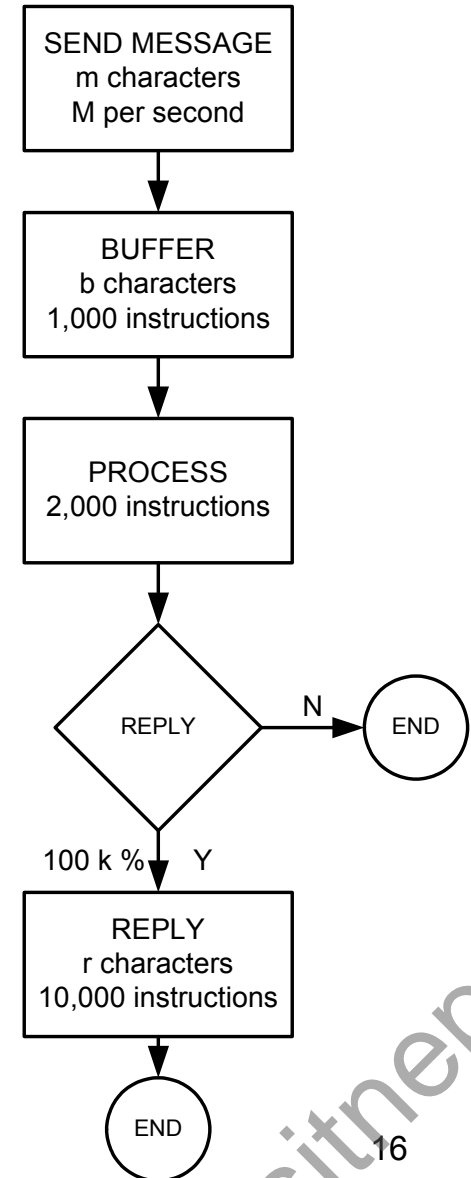 SEND MESSAGE
m characters
M per second
BUFFER
b characters
1,000 instructions
PROCESS
2,000 instructions
REPLY
N
END
100 k %
Y
REPLY
r characters
10,000 instructions
END
16